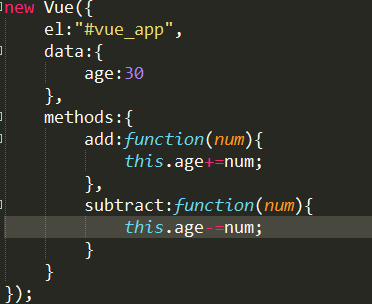 new Vue({
    el:"#vue_app",
    data:{
        age:30
    },
    methods:{
        add:function(num){
            this.age+=num;
        },
        subtract:function(num){
            this.age-=num;
        }
    }
});